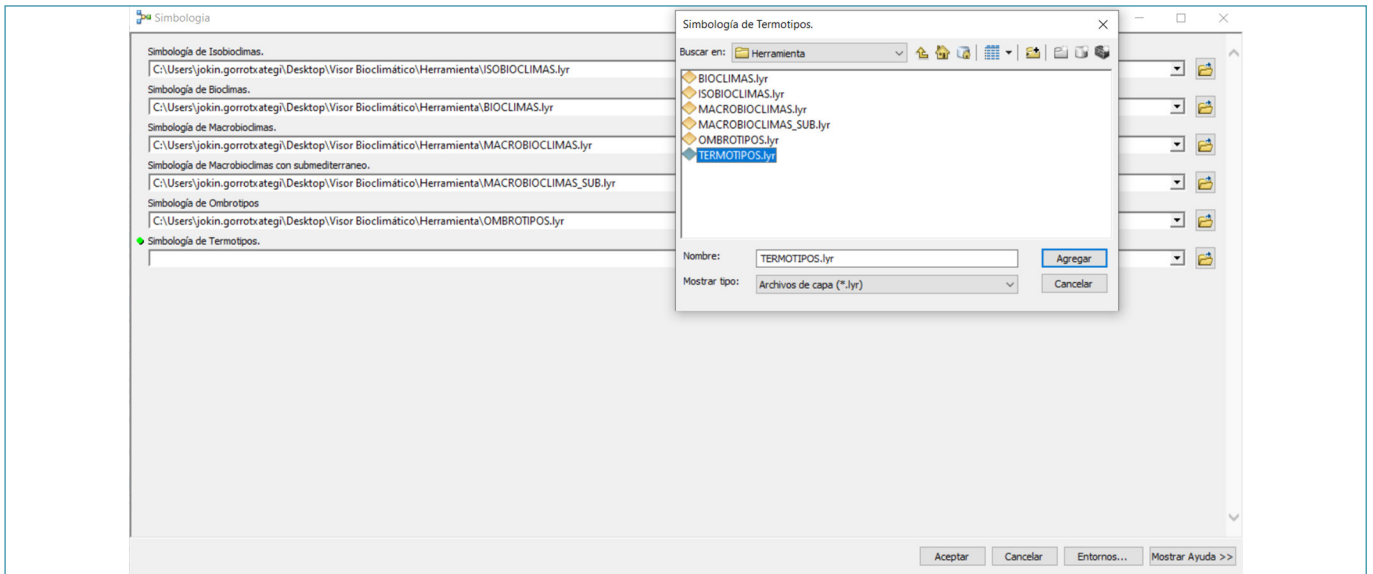 Simbologia
Simbología de Isobioclimas.
C:\Users\jokin.gorrotxategi\Desktop\Visor Bioclimático\Herramienta\ISOBIOCLIMAS.lyr
Simbología de Bioclimas.
C:\Users\jokin.gorrotxategi\Desktop\Visor Bioclimático\Herramienta\BIOCLIMAS.lyr
Simbología de Macrobioclimas.
C:\Users\jokin.gorrotxategi\Desktop\Visor Bioclimático\Herramienta\MACROBIOCLIMAS.lyr
Simbología de Macrobioclimas con submediterraneo.
C:\Users\jokin.gorrotxategi\Desktop\Visor Bioclimático\Herramienta\MACROBIOCLIMAS_SUB.lyr
Simbología de Ombrotipos
C:\Users\jokin.gorrotxategi\Desktop\Visor Bioclimático\Herramienta\OMBROTIPOS.lyr
Simbología de Termotipos.
Simbología de Termotipos.
Buscar en: Herramienta
BIOCLIMAS.lyr
ISOBIOCLIMAS.lyr
MACROBIOCLIMAS.lyr
MACROBIOCLIMAS_SUB.lyr
OMBROTIPOS.lyr
TERMOTIPOS.lyr
Nombre: TERMOTIPOS.lyr Agregar
Mostrar tipo: Archivos de capa (*.lyr) Cancelar
Aceptar Cancelar Entornos... Mostrar Ayuda >>